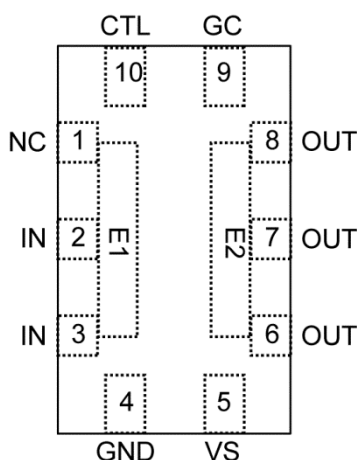 CTL GC
10 9
NC 1 8 OUT
IN 2 E1 E2 7 OUT
IN 3 6 OUT
4 5
GND VS